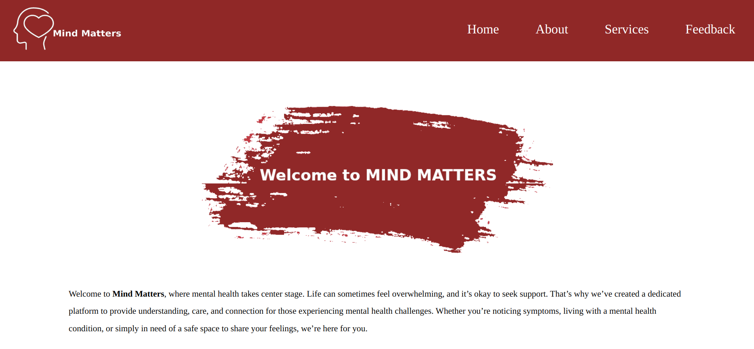 Mind Matters
Home About Services Feedback
Welcome to MIND MATTERS
Welcome to Mind Matters, where mental health takes center stage. Life can sometimes feel overwhelming, and it’s okay to seek support. That’s why we’ve created a dedicated
platform to provide understanding, care, and connection for those experiencing mental health challenges. Whether you’re noticing symptoms, living with a mental health
condition, or simply in need of a safe space to share your feelings, we’re here for you.